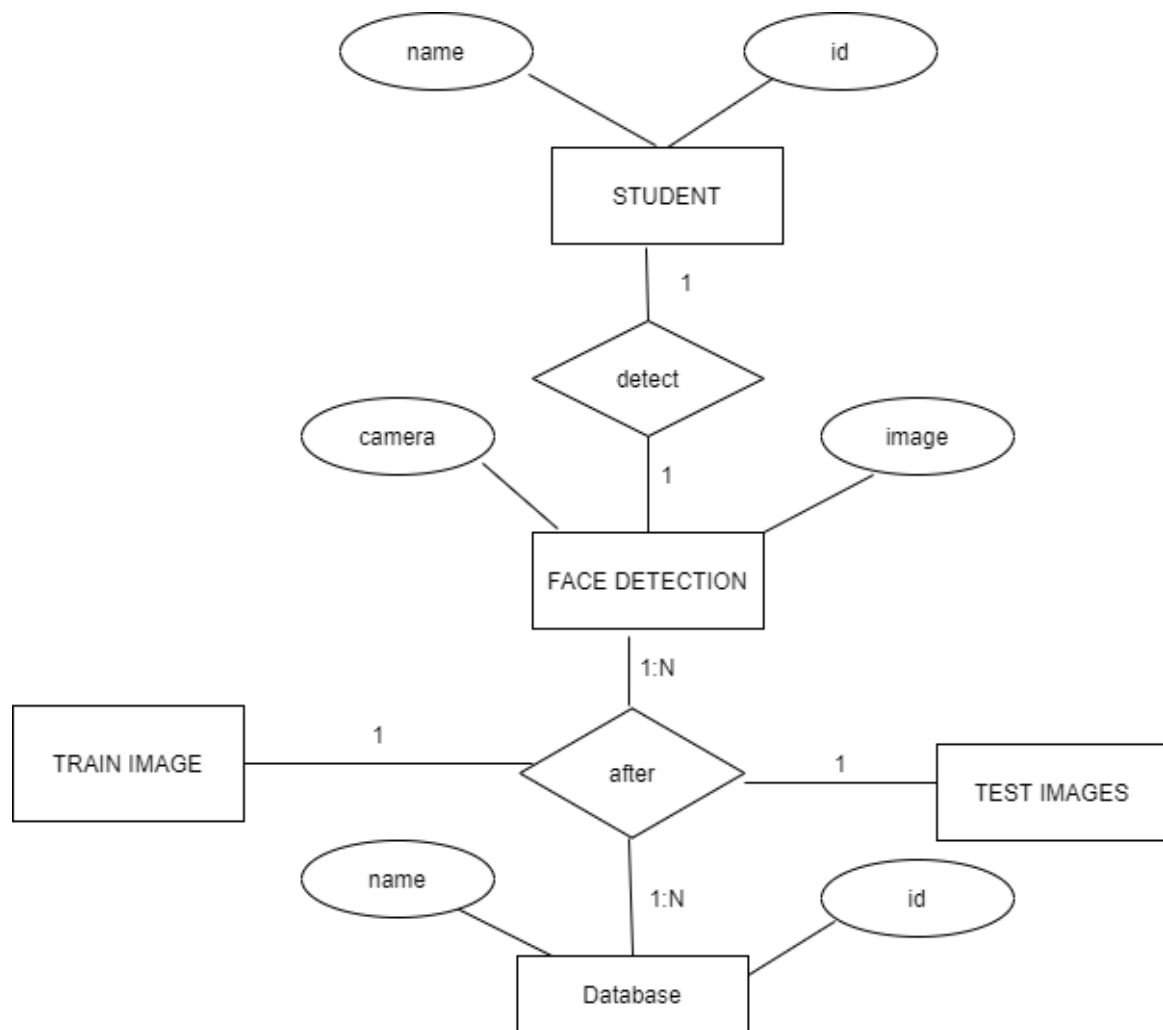 name
id
STUDENT
1
detect
camera
image
1
FACE DETECTION
1:N
TRAIN IMAGE
1
after
1
TEST IMAGES
name
1:N
id
Database